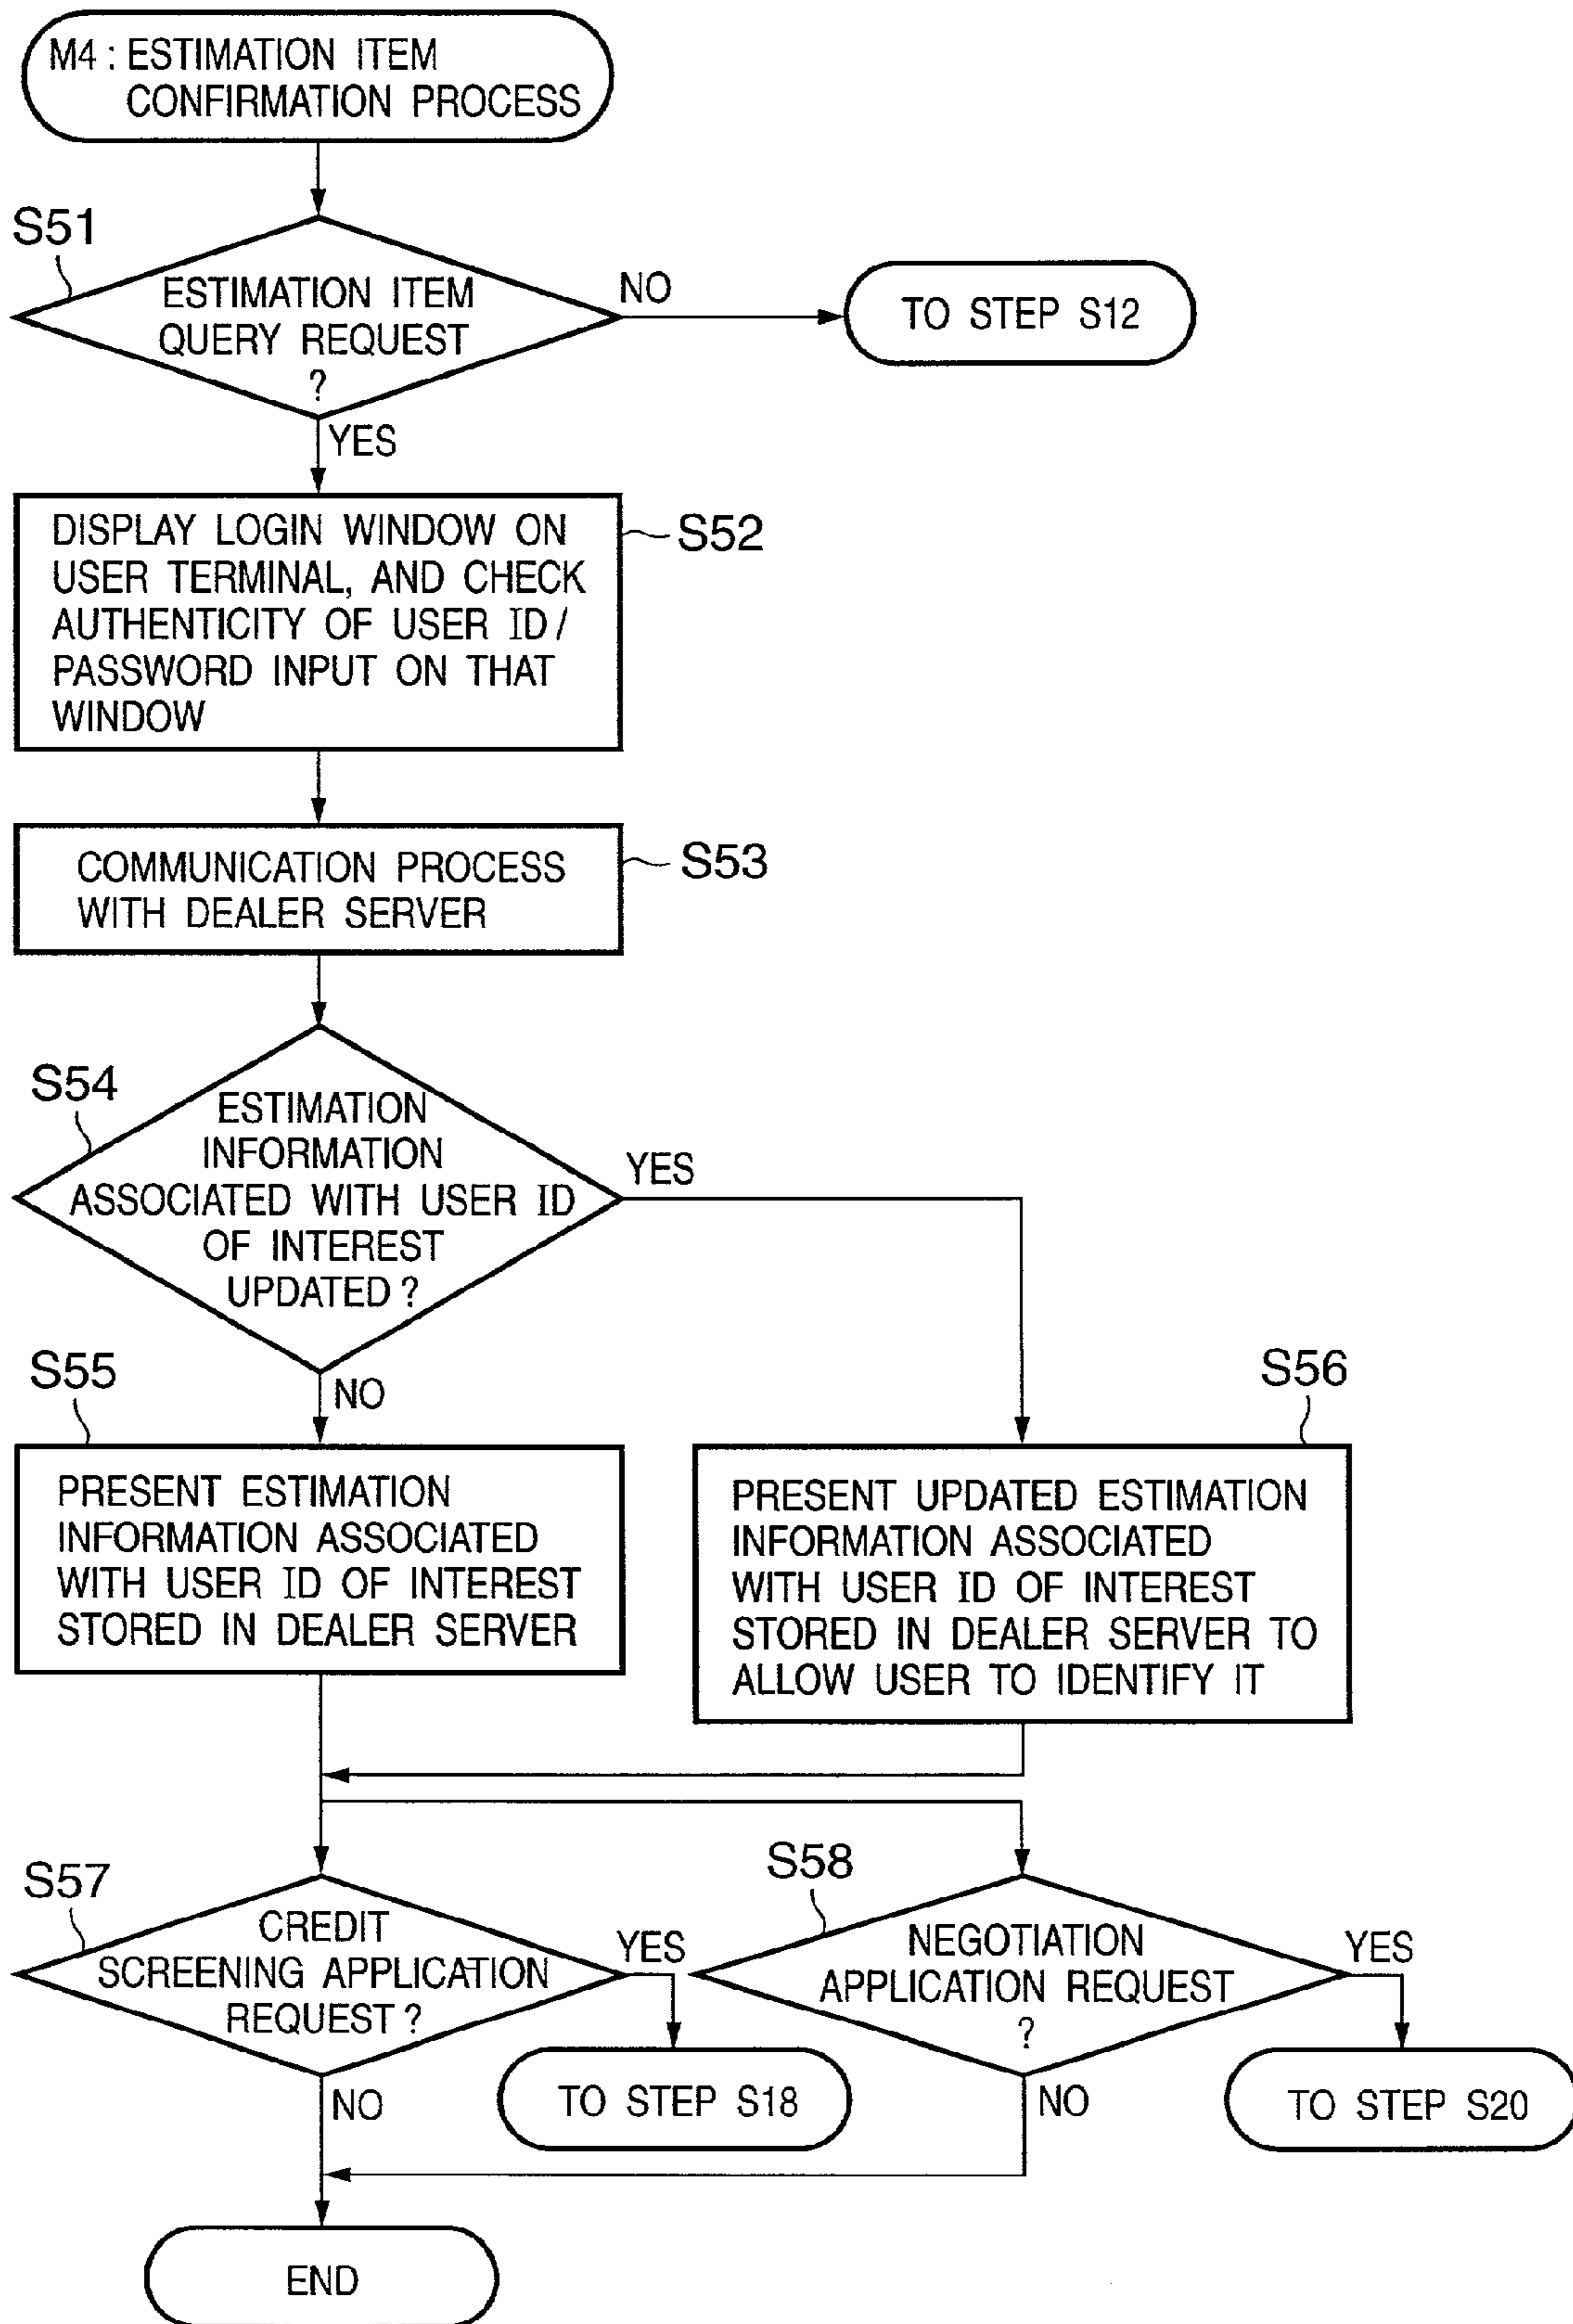 M4 : ESTIMATION ITEM
CONFIRMATION PROCESS
S51
ESTIMATION ITEM
QUERY REQUEST
?
NO
TO STEP S12
YES
DISPLAY LOGIN WINDOW ON
USER TERMINAL, AND CHECK
AUTHENTICITY OF USER ID /
PASSWORD INPUT ON THAT
WINDOW
S52
COMMUNICATION PROCESS
WITH DEALER SERVER
S53
S54
ESTIMATION
INFORMATION
ASSOCIATED WITH USER ID
OF INTEREST
UPDATED ?
YES
NO
S55
PRESENT ESTIMATION
INFORMATION ASSOCIATED
WITH USER ID OF INTEREST
STORED IN DEALER SERVER
S56
PRESENT UPDATED ESTIMATION
INFORMATION ASSOCIATED
WITH USER ID OF INTEREST
STORED IN DEALER SERVER TO
ALLOW USER TO IDENTIFY IT
S57
CREDIT
SCREENING APPLICATION
REQUEST ?
YES
TO STEP S18
NO
S58
NEGOTIATION
APPLICATION REQUEST
?
YES
TO STEP S20
NO
END